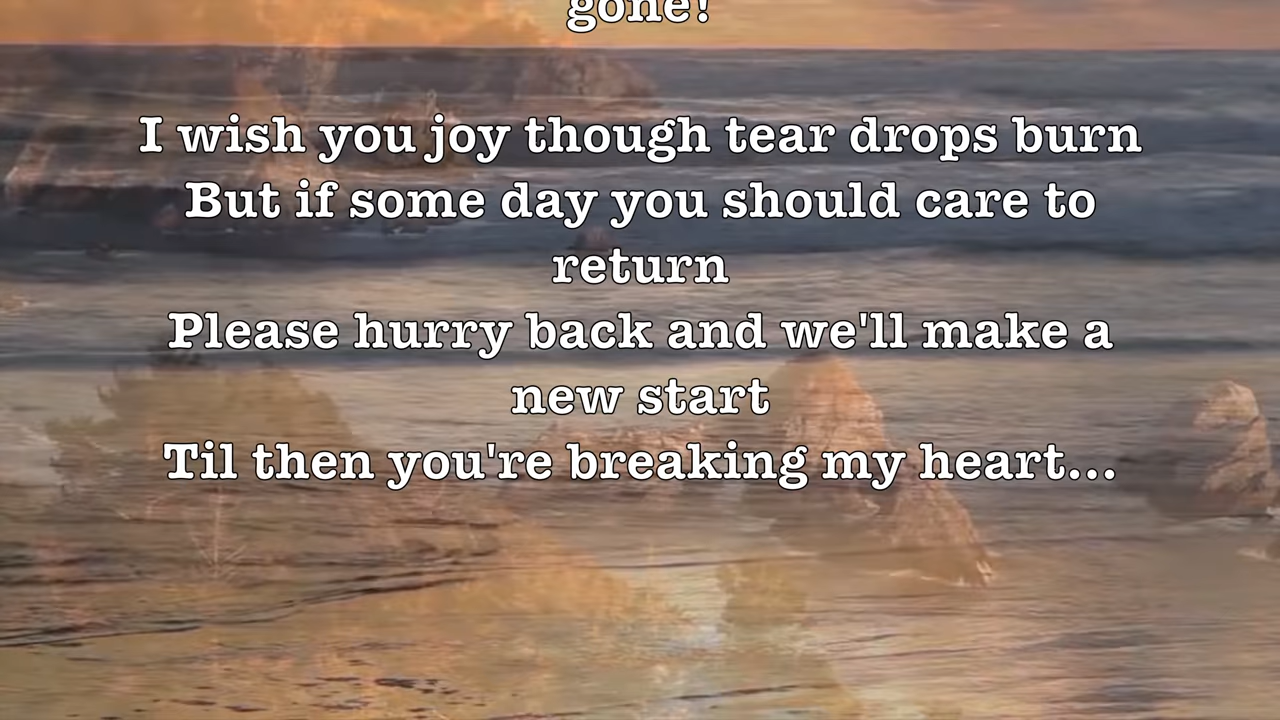 gone!
I wish you joy though tear drops burn
But if some day you should care to
return
Please hurry back and we'll make a
new start
Til then you're breaking my heart...